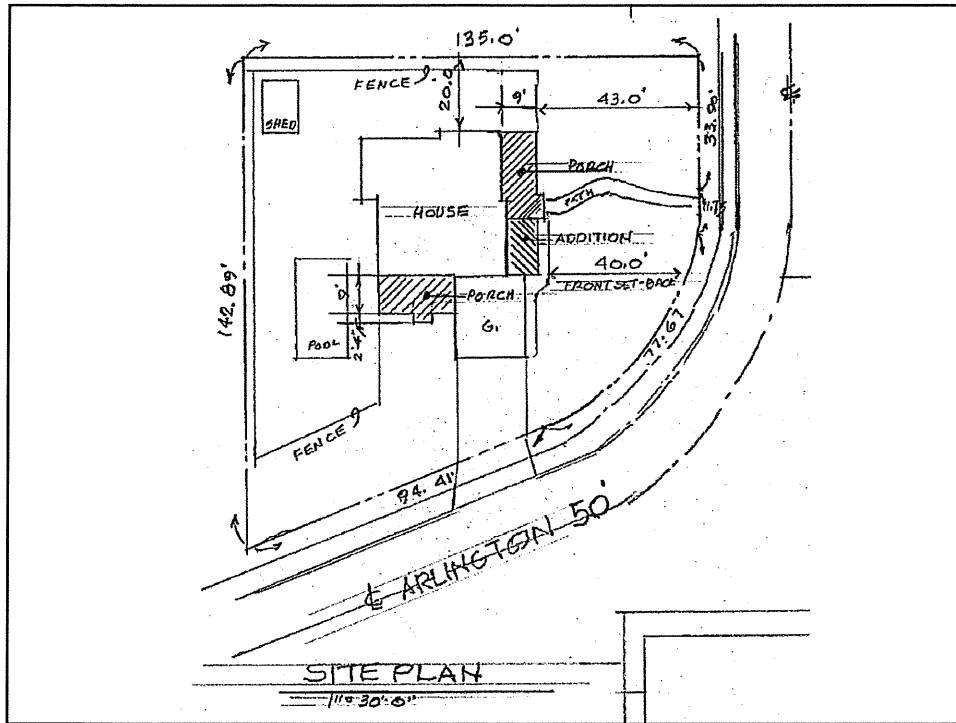 135.0'
FENCE
20.0
9'
43.0'
SHED
33.90'
PORCH
PATH
HOUSE
ADDITION
40.0'
FRONT SET-BACK
PORCH
G.
POOL
142.89'
77.67
FENCE
94.41'
℄ ARLINGTON 50'
SITE PLAN
1"=30'-0"